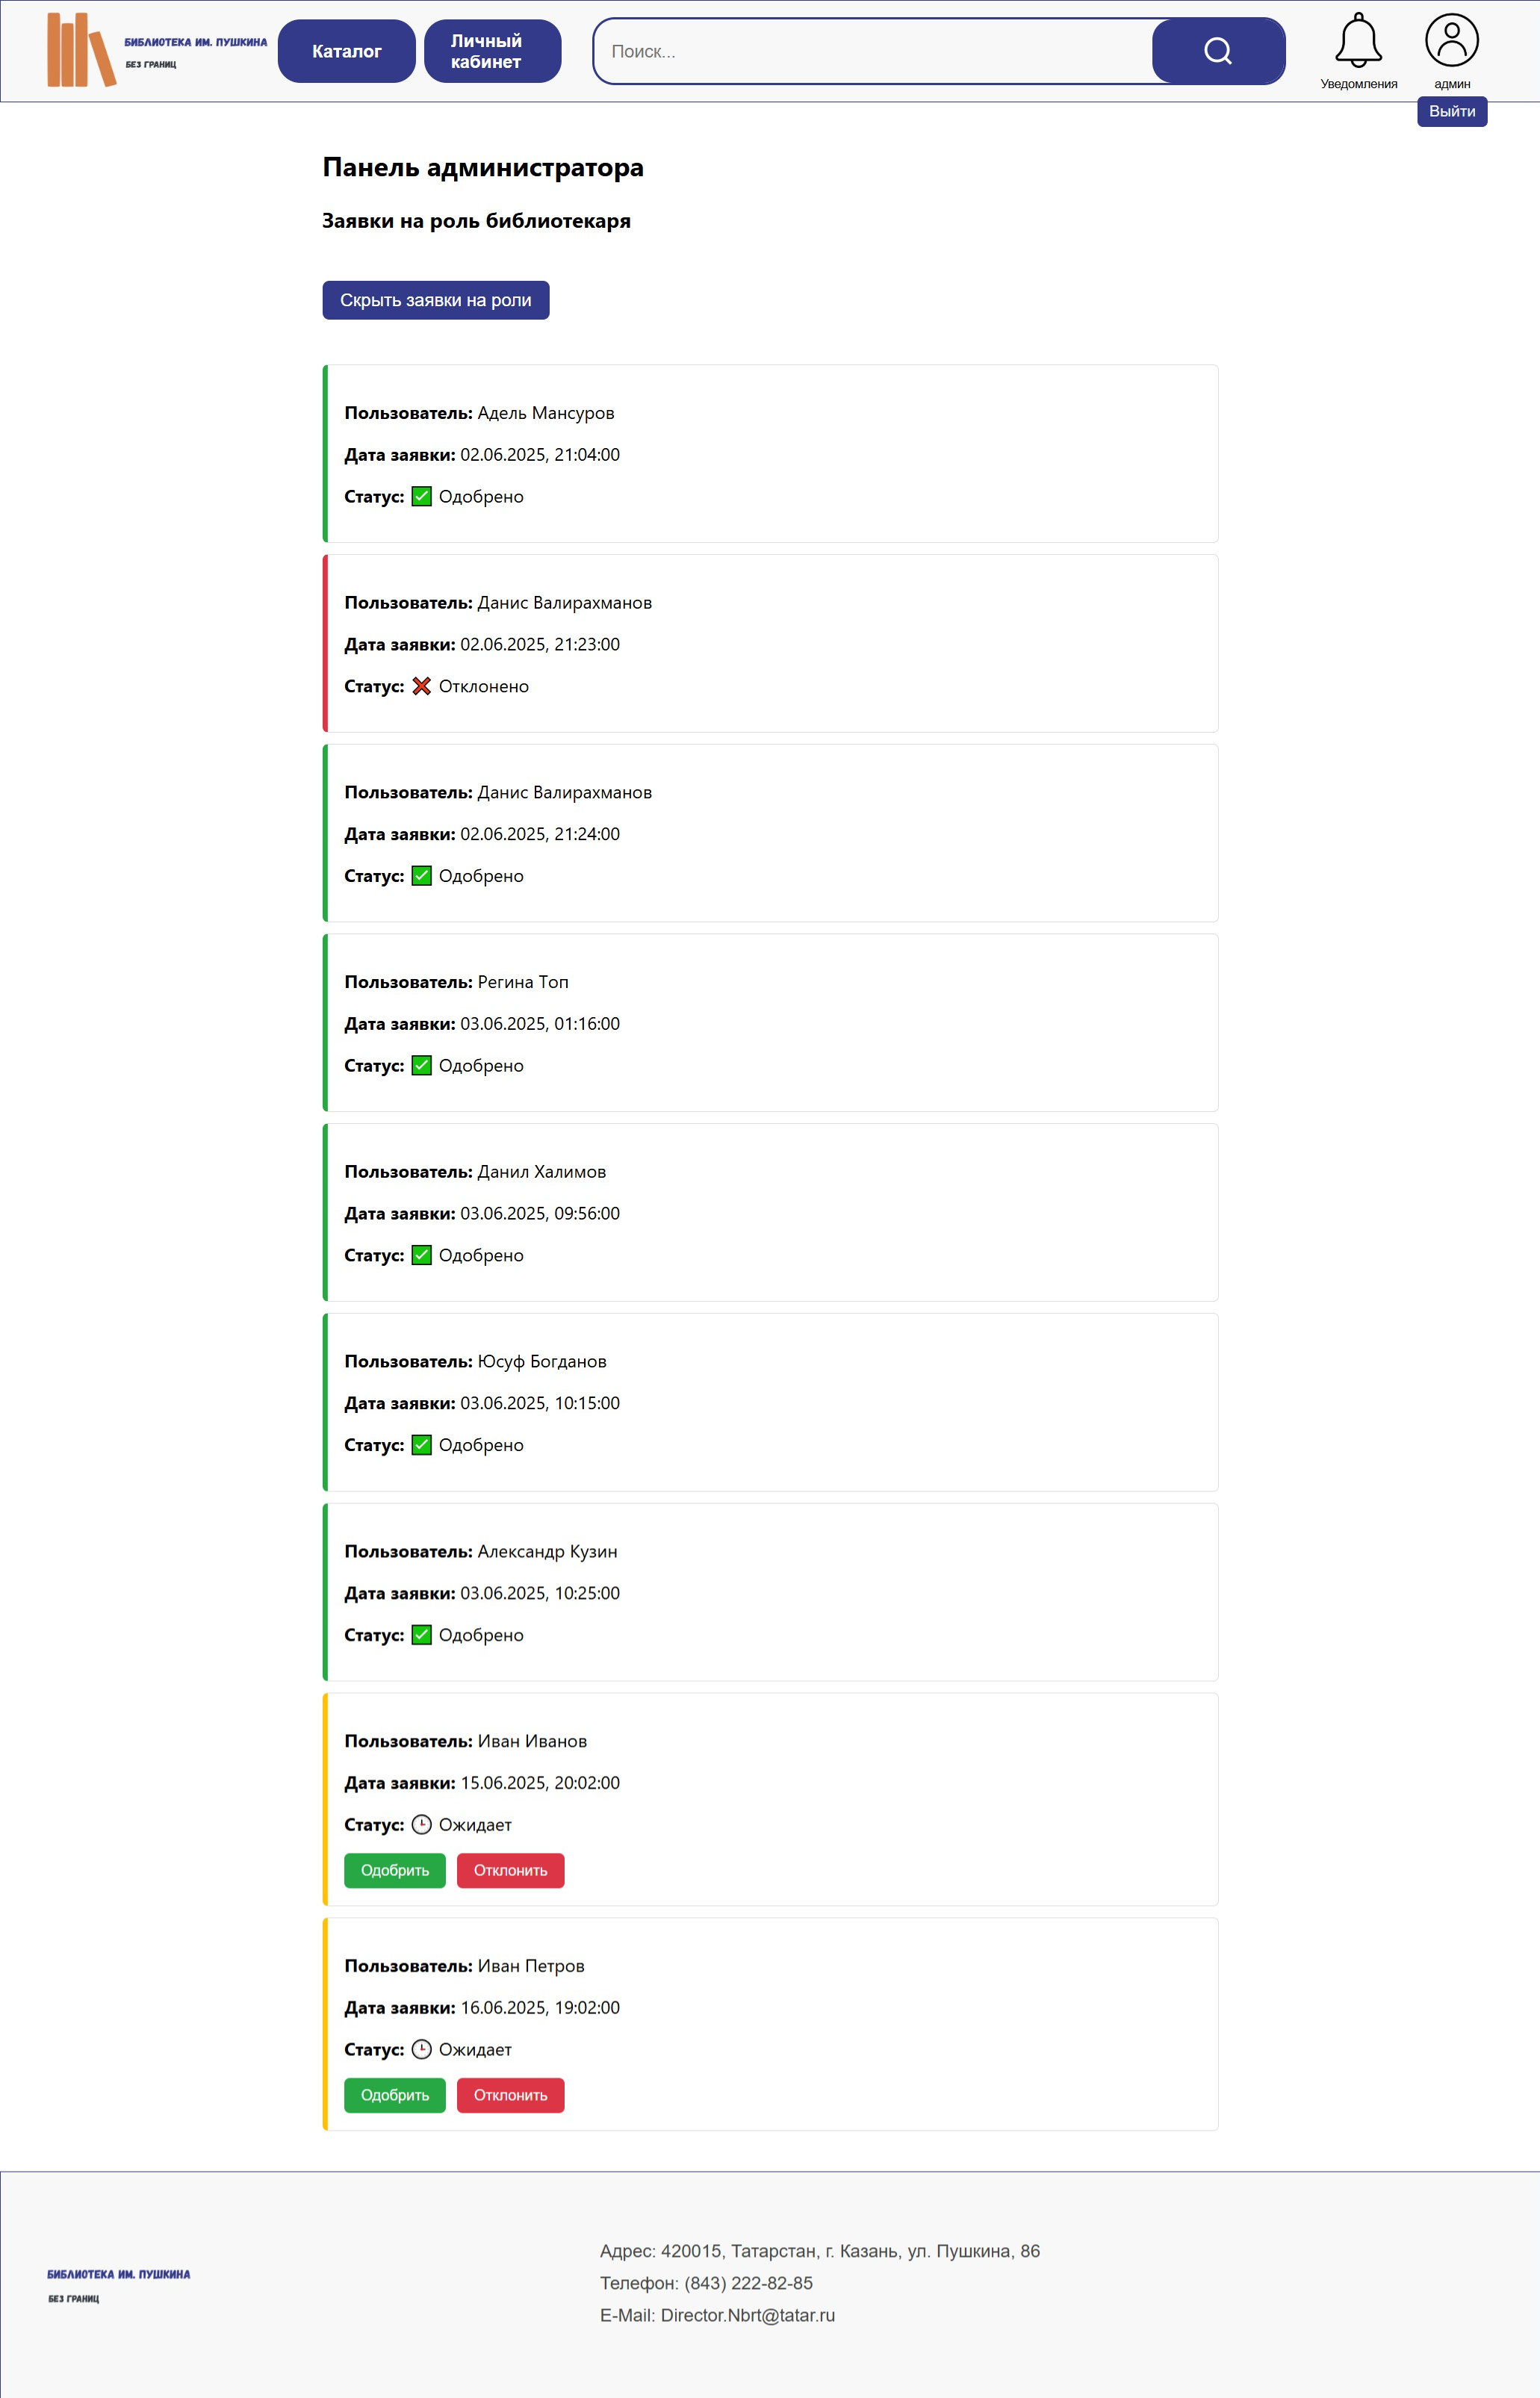 БИБЛИОТЕКА ИМ. ПУШКИНА
БЕЗ ГРАНИЦ
Каталог
Личный
кабинет
Поиск...
Уведомления
админ
Выйти
Панель администратора
Заявки на роль библиотекаря
Скрыть заявки на роли
Пользователь: Адель Мансуров
Дата заявки: 02.06.2025, 21:04:00
Статус: ✅ Одобрено
Пользователь: Данис Валирахманов
Дата заявки: 02.06.2025, 21:23:00
Статус: ❌ Отклонено
Пользователь: Данис Валирахманов
Дата заявки: 02.06.2025, 21:24:00
Статус: ✅ Одобрено
Пользователь: Регина Топ
Дата заявки: 03.06.2025, 01:16:00
Статус: ✅ Одобрено
Пользователь: Данил Халимов
Дата заявки: 03.06.2025, 09:56:00
Статус: ✅ Одобрено
Пользователь: Юсуф Богданов
Дата заявки: 03.06.2025, 10:15:00
Статус: ✅ Одобрено
Пользователь: Александр Кузин
Дата заявки: 03.06.2025, 10:25:00
Статус: ✅ Одобрено
Пользователь: Иван Иванов
Дата заявки: 15.06.2025, 20:02:00
Статус: 🕒 Ожидает
Одобрить Отклонить
Пользователь: Иван Петров
Дата заявки: 16.06.2025, 19:02:00
Статус: 🕒 Ожидает
Одобрить Отклонить
БИБЛИОТЕКА ИМ. ПУШКИНА
БЕЗ ГРАНИЦ
Адрес: 420015, Татарстан, г. Казань, ул. Пушкина, 86
Телефон: (843) 222-82-85
E-Mail: Director.Nbrt@tatar.ru